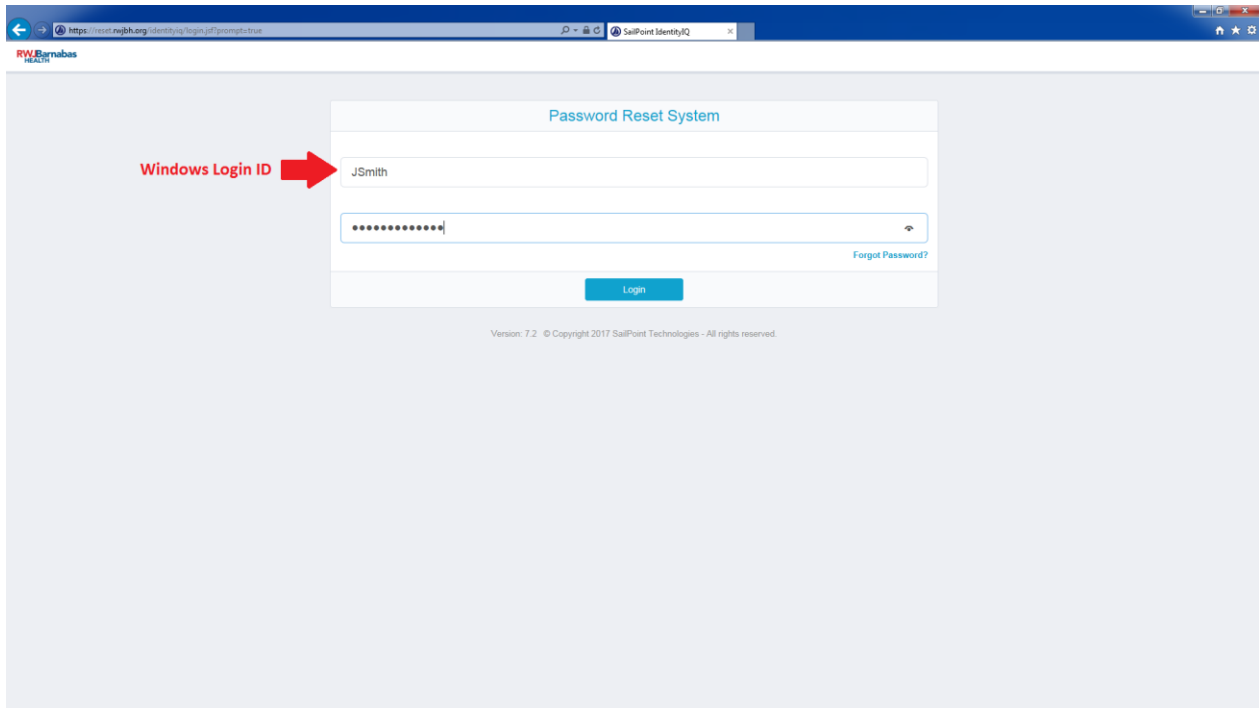 https://reset.rwjbh.org/identityiq/login.jsf?prompt=true
SailPoint IdentityIQ
RWJBarnabas
HEALTH
Password Reset System
Windows Login ID
JSmith
Forgot Password?
Login
Version: 7.2 © Copyright 2017 SailPoint Technologies - All rights reserved.